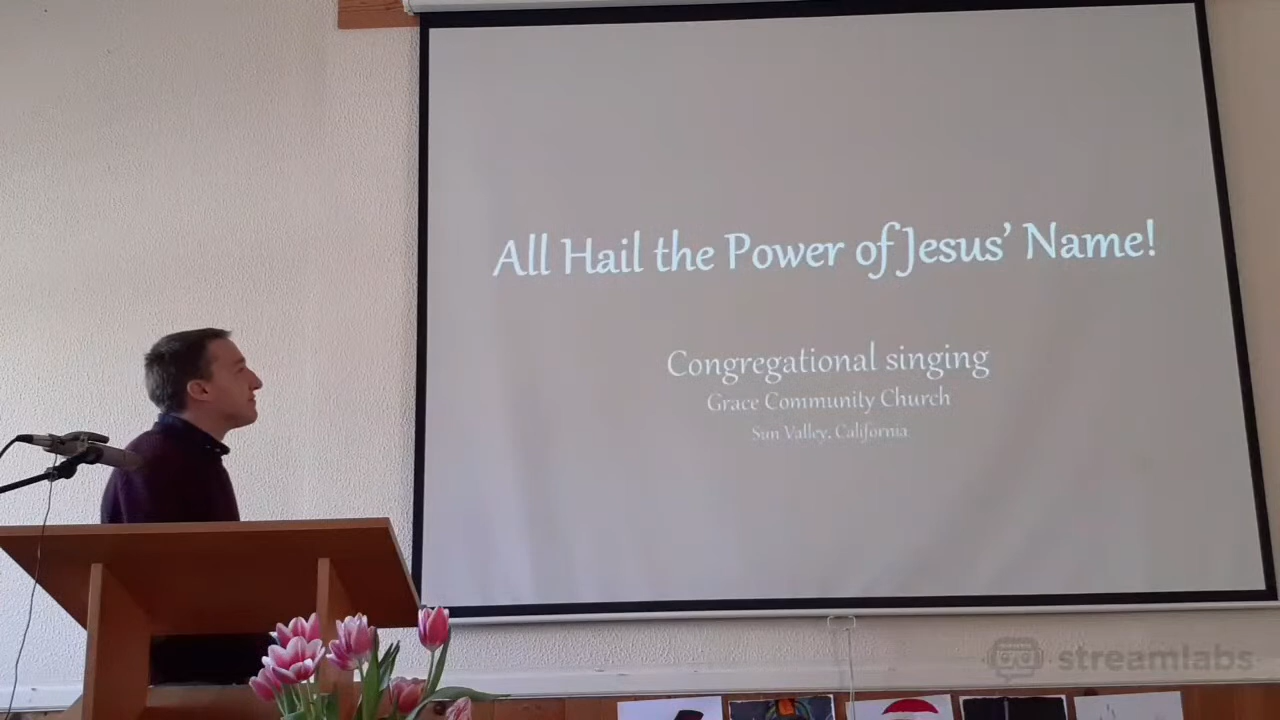 All Hail the Power of Jesus' Name!
Congregational singing
Grace Community Church
Sun Valley, California
streamlabs